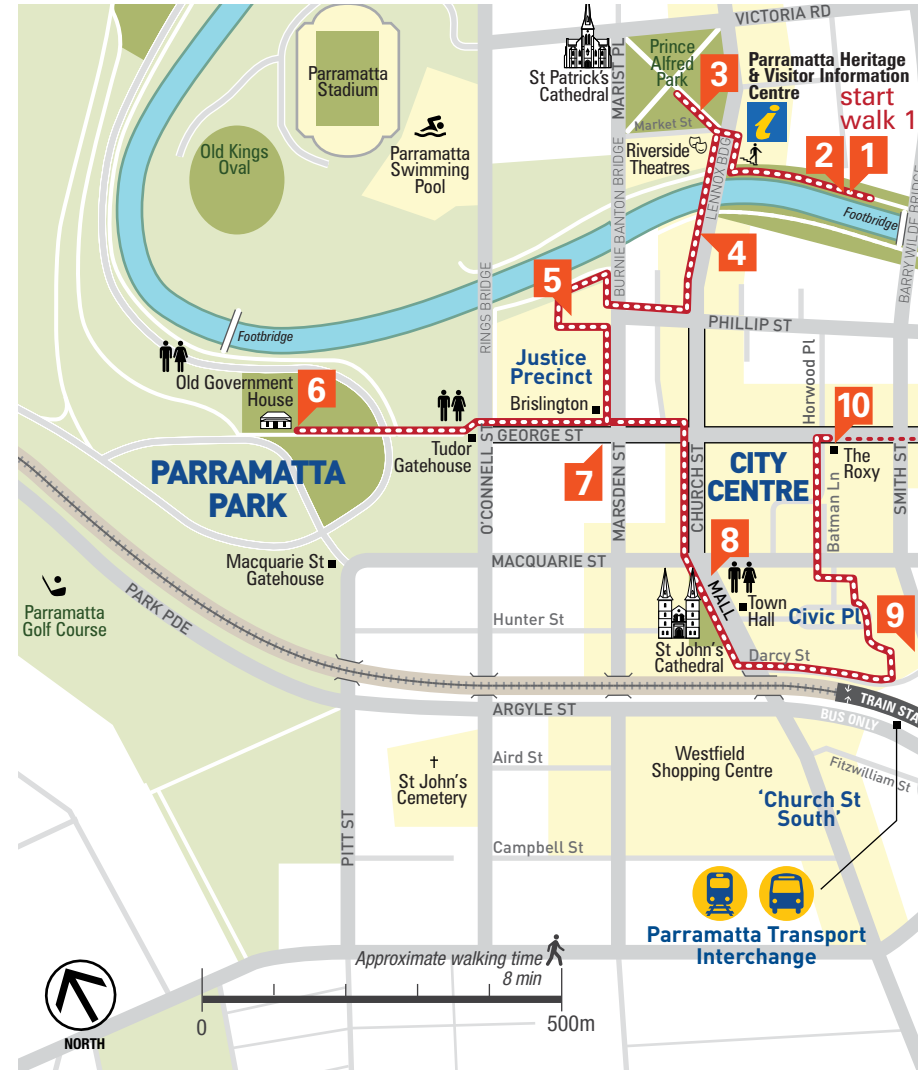 VICTORIA RD
Parramatta
Stadium
St Patrick's
Cathedral
MARIST PL
Prince
Alfred
Park
3
Parramatta Heritage
& Visitor Information
Centre
start
walk 1
i
Market St
Old Kings
Oval
Parramatta
Swimming
Pool
Riverside
Theatres
LENNOX BDG
2
1
Footbridge
BARRY WILDE BRIDGE
BURNIE BANTON BRIDGE
4
5
RINGS BRIDGE
Footbridge
PHILLIP ST
Justice
Precinct
Horwood Pl
Old Government
House
6
Brislington
10
GEORGE ST
Tudor
Gatehouse
7
O'CONNELL ST
MARSDEN ST
CHURCH ST
CITY
CENTRE
The
Roxy
Batman Ln
SMITH ST
PARRAMATTA
PARK
Macquarie St
Gatehouse
MACQUARIE ST
8
MALL
Town
Hall
Civic Pl
9
Parramatta
Golf Course
PARK PDE
Hunter St
St John's
Cathedral
Darcy St
TRAIN STA
BUS ONLY
ARGYLE ST
Aird St
Westfield
Shopping Centre
Fitzwilliam St
St John's
Cemetery
'Church St
South'
PITT ST
Campbell St
Parramatta Transport
Interchange
Approximate walking time
8 min
0
500m
NORTH